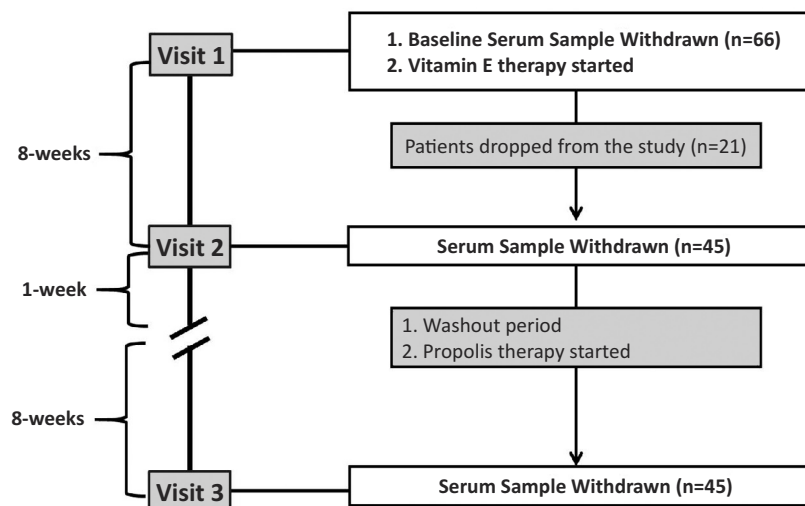 Visit 1
1. Baseline Serum Sample Withdrawn (n=66)
2. Vitamin E therapy started
8-weeks
Patients dropped from the study (n=21)
Visit 2
Serum Sample Withdrawn (n=45)
1-week
1. Washout period
2. Propolis therapy started
8-weeks
Visit 3
Serum Sample Withdrawn (n=45)